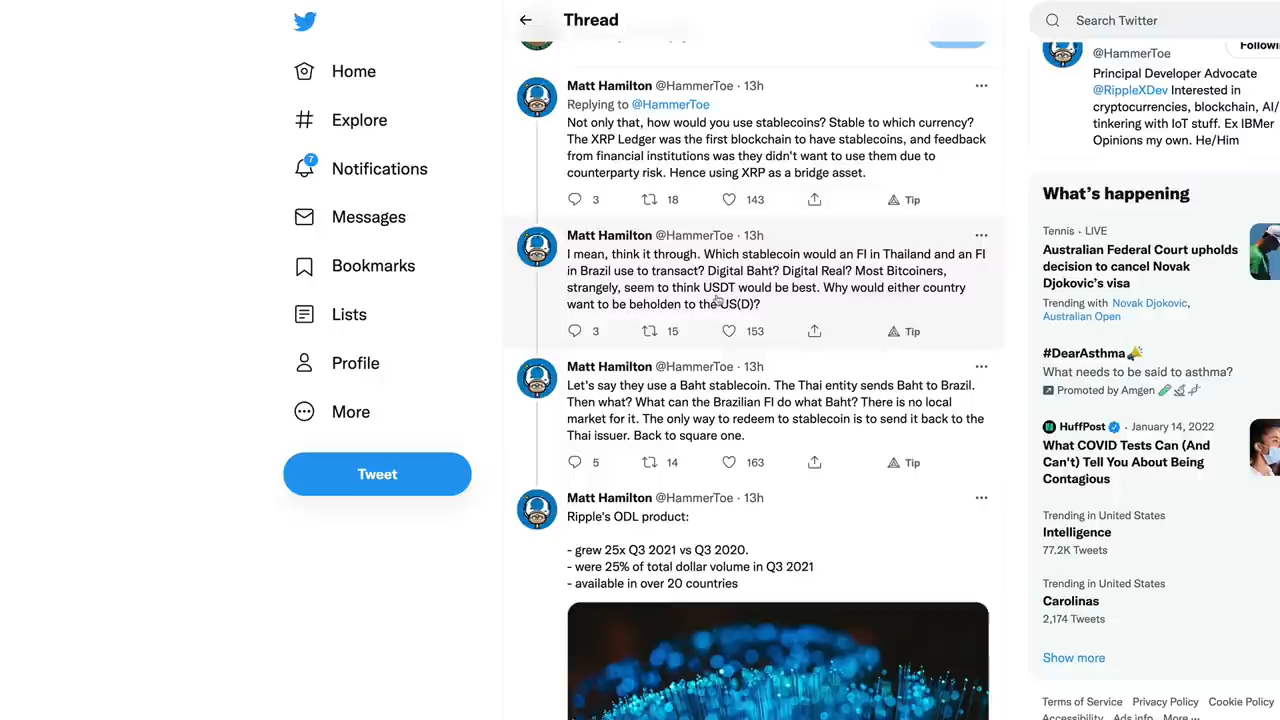 Home
Explore
7
Notifications
Messages
Bookmarks
Lists
Profile
More
Tweet
Thread
Matt Hamilton @HammerToe · 13h
Replying to @HammerToe
Not only that, how would you use stablecoins? Stable to which currency?
The XRP Ledger was the first blockchain to have stablecoins, and feedback
from financial institutions was they didn't want to use them due to
counterparty risk. Hence using XRP as a bridge asset.
3 18 143 Tip
Matt Hamilton @HammerToe · 13h
I mean, think it through. Which stablecoin would an FI in Thailand and an FI
in Brazil use to transact? Digital Baht? Digital Real? Most Bitcoiners,
strangely, seem to think USDT would be best. Why would either country
want to be beholden to the US(D)?
3 15 153 Tip
Matt Hamilton @HammerToe · 13h
Let's say they use a Baht stablecoin. The Thai entity sends Baht to Brazil.
Then what? What can the Brazilian FI do what Baht? There is no local
market for it. The only way to redeem to stablecoin is to send it back to the
Thai issuer. Back to square one.
5 14 163 Tip
Matt Hamilton @HammerToe · 13h
Ripple's ODL product:
- grew 25x Q3 2021 vs Q3 2020.
- were 25% of total dollar volume in Q3 2021
- available in over 20 countries
Search Twitter
@HammerToe
Principal Developer Advocate
@RippleXDev Interested in
cryptocurrencies, blockchain, AI/
tinkering with IoT stuff. Ex IBMer
Opinions my own. He/Him
What's happening
Tennis · LIVE
Australian Federal Court upholds
decision to cancel Novak
Djokovic's visa
Trending with Novak Djokovic,
Australian Open
#DearAsthma
What needs to be said to asthma?
Promoted by Amgen
HuffPost · January 14, 2022
What COVID Tests Can (And
Can't) Tell You About Being
Contagious
Trending in United States
Intelligence
77.2K Tweets
Trending in United States
Carolinas
2,174 Tweets
Show more
Terms of Service Privacy Policy Cookie Policy
Accessibility Ads info More